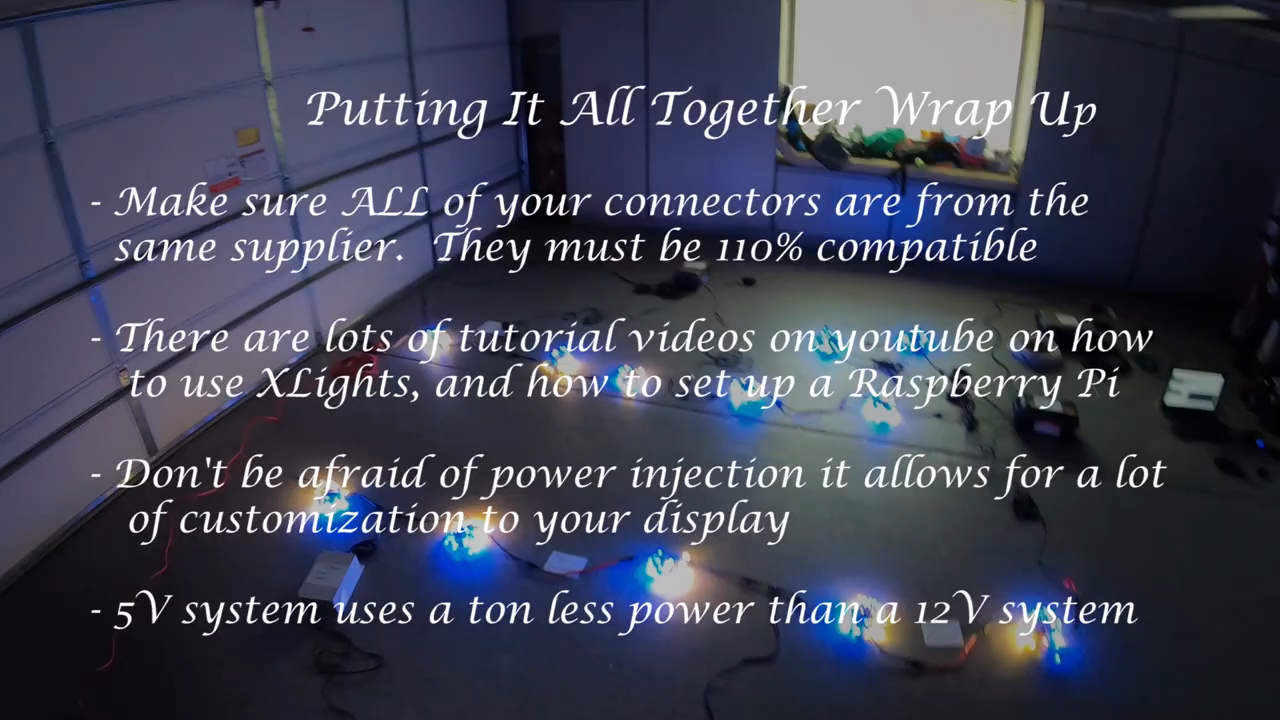 Putting It All Together Wrap Up
- Make sure ALL of your connectors are from the
same supplier. They must be 110% compatible
- There are lots of tutorial videos on youtube on how
to use XLights, and how to set up a Raspberry Pi
- Don't be afraid of power injection it allows for a lot
of customization to your display
- 5V system uses a ton less power than a 12V system